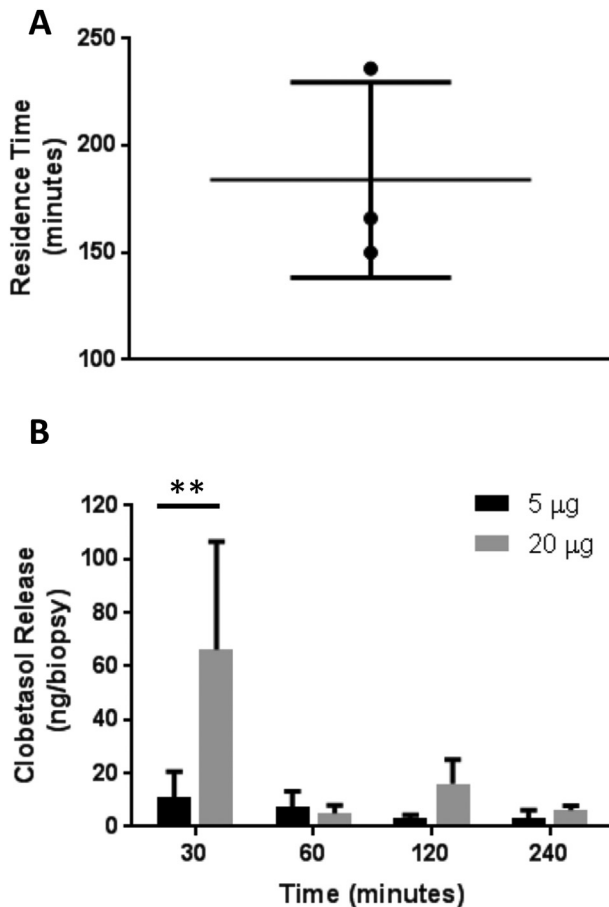 A
Residence Time
(minutes)
250
200
150
100
B
**
5 µg
20 µg
Clobetasol Release
(ng/biopsy)
120
100
80
60
40
20
0
30 60 120 240
Time (minutes)